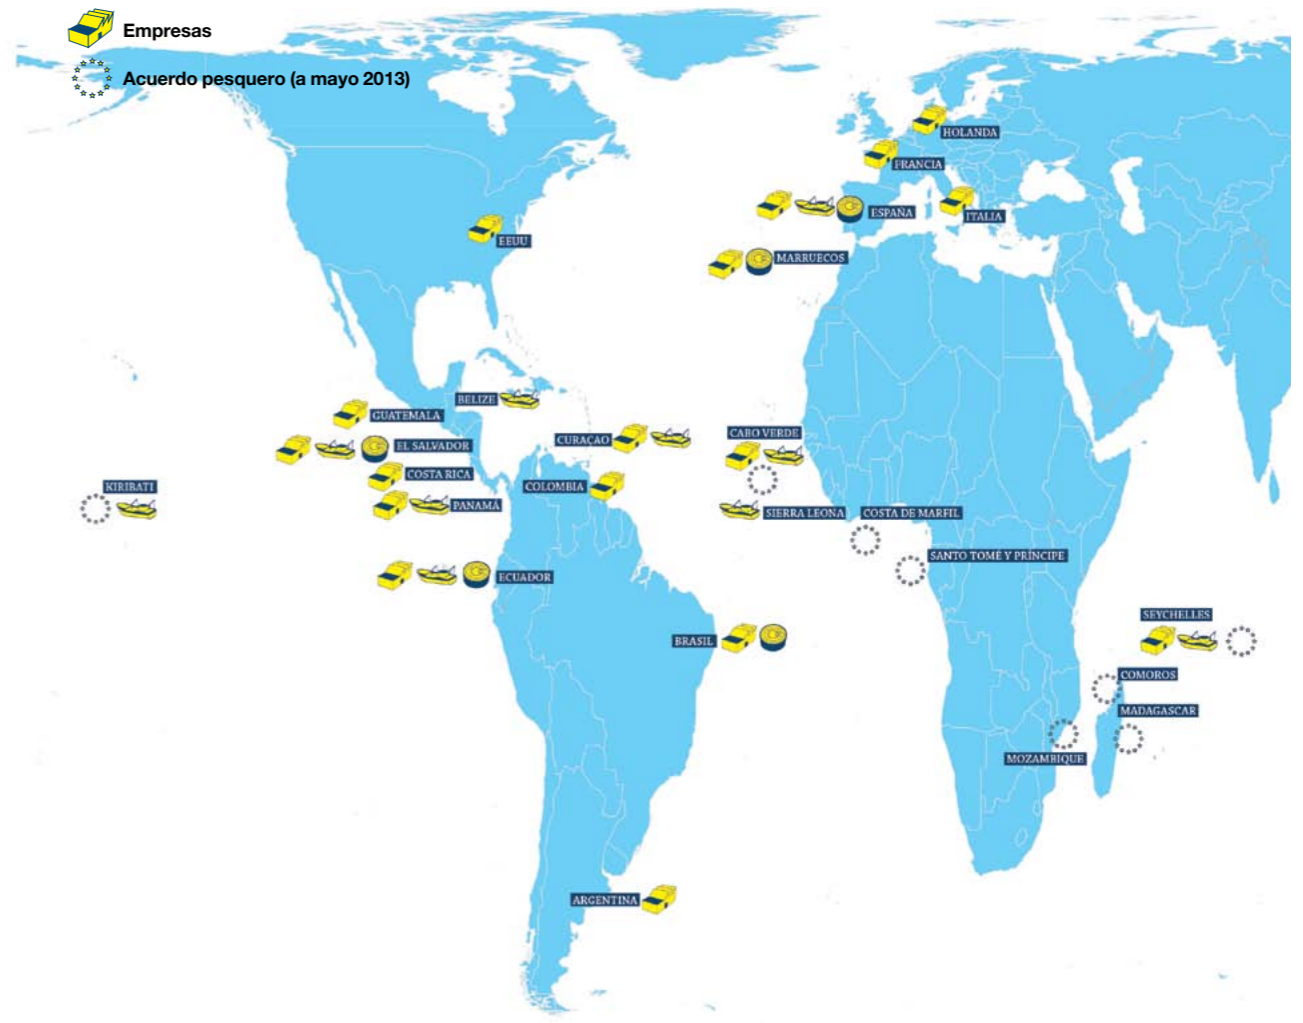 Empresas
Acuerdo pesquero (a mayo 2013)
HOLANDA
FRANCIA
ESPAÑA
ITALIA
EEUU
MARRUECOS
BELIZE
GUATEMALA
CURAÇAO
CABO VERDE
EL SALVADOR
COSTA RICA
KIRIBATI
COLOMBIA
PANAMÁ
SIERRA LEONA
COSTA DE MARFIL
SANTO TOMÉ Y PRÍNCIPE
ECUADOR
SEYCHELLES
BRASIL
COMOROS
MADAGASCAR
MOZAMBIQUE
ARGENTINA